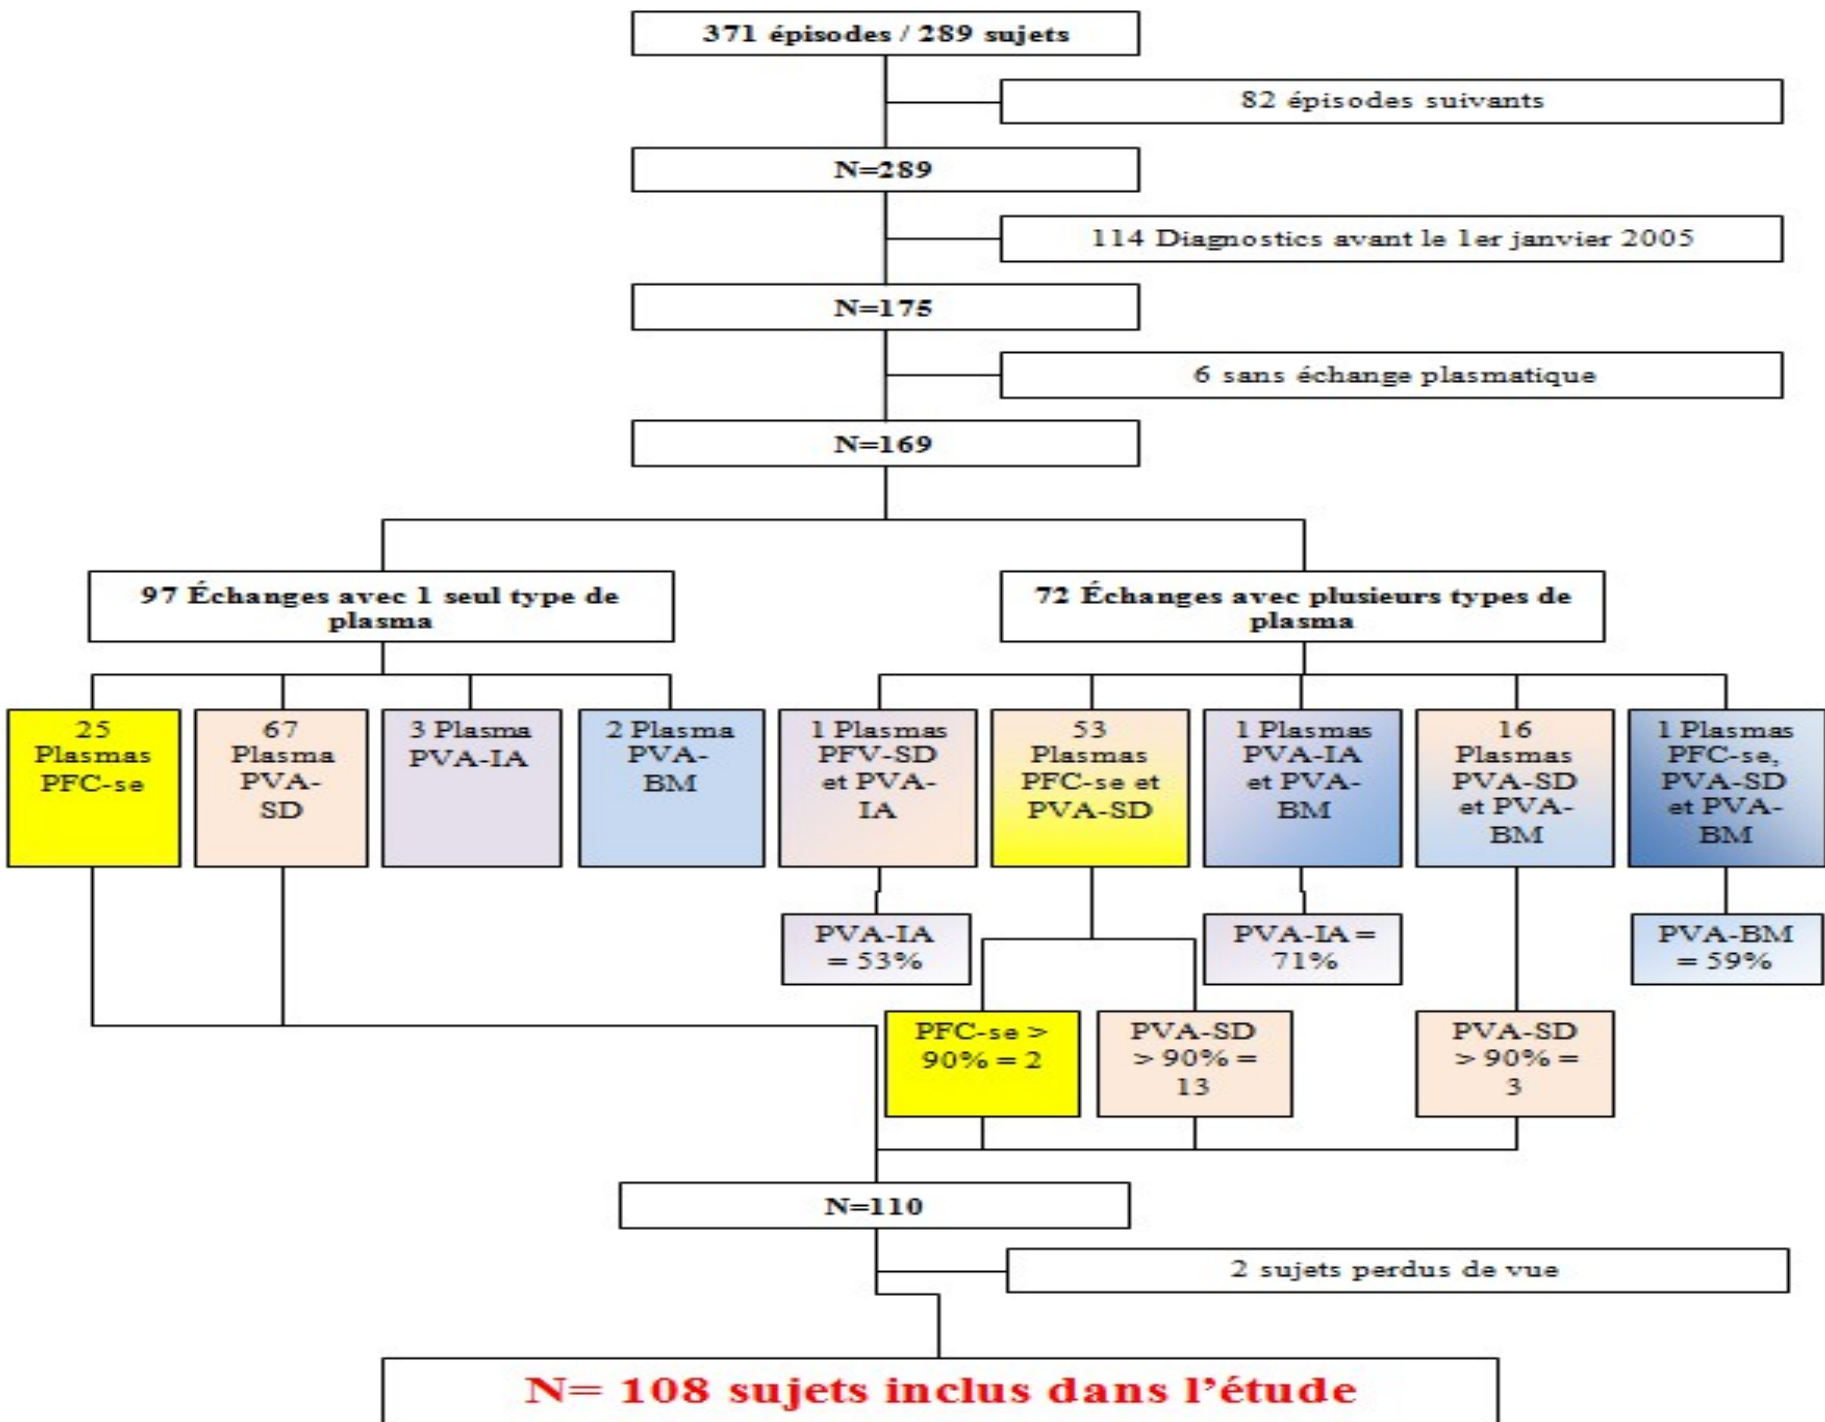 371 épisodes / 289 sujets
82 épisodes suivants
N=289
114 Diagnostics avant le 1er janvier 2005
N=175
6 sans échange plasmatique
N=169
97 Échanges avec 1 seul type de
plasma
72 Échanges avec plusieurs types de
plasma
25
Plasmas
PFC-se
67
Plasma
PVA-
SD
3 Plasma
PVA-IA
2 Plasma
PVA-
BM
1 Plasmas
PFV-SD
et PVA-
IA
53
Plasmas
PFC-se et
PVA-SD
1 Plasmas
PVA-IA
et PVA-
BM
16
Plasmas
PVA-SD
et PVA-
BM
1 Plasmas
PFC-se,
PVA-SD
et PVA-
BM
PVA-IA
= 53%
PVA-IA =
71%
PVA-BM
= 59%
PFC-se >
90% = 2
PVA-SD
> 90% =
13
PVA-SD
> 90% =
3
N=110
2 sujets perdus de vue
N= 108 sujets inclus dans l’étude